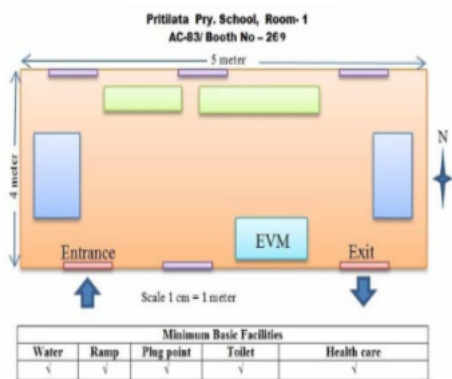 Pritilata Pry. School, Room- 1
AC-83/ Booth No – 269
5 meter
4 meter
N
Entrance
EVM
Exit
Scale 1 cm = 1 meter
Minimum Basic Facilities
Water Ramp Plug point Toilet Health care
√ √ √ √ √